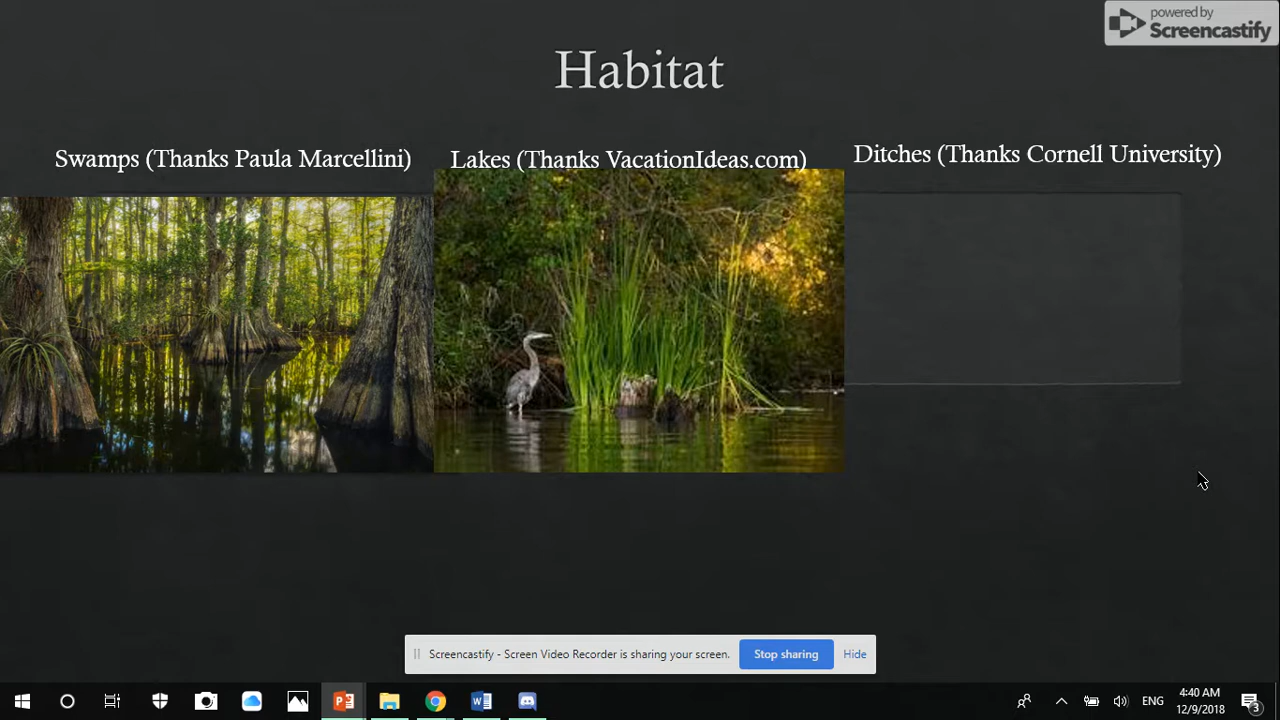 powered by
Screencastify
Habitat
Swamps (Thanks Paula Marcellini)
Lakes (Thanks VacationIdeas.com)
Ditches (Thanks Cornell University)
Screencastify - Screen Video Recorder is sharing your screen.
Stop sharing
Hide
ENG
4:40 AM
12/9/2018
3